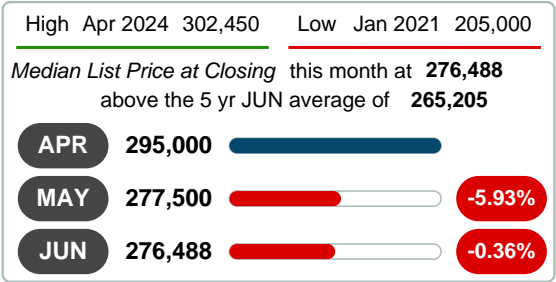 High Apr 2024 302,450 Low Jan 2021 205,000
Median List Price at Closing this month at 276,488
above the 5 yr JUN average of 265,205
APR 295,000
MAY 277,500 -5.93%
JUN 276,488 -0.36%